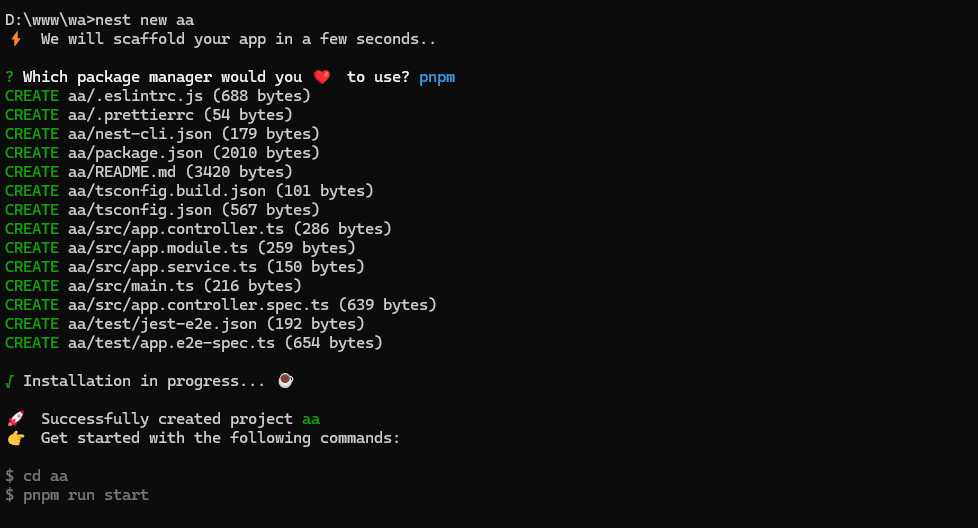 D:\www\wa>nest new aa
⚡ We will scaffold your app in a few seconds..
? Which package manager would you ❤️ to use? pnpm
CREATE aa/.eslintrc.js (688 bytes)
CREATE aa/.prettierrc (54 bytes)
CREATE aa/nest-cli.json (179 bytes)
CREATE aa/package.json (2010 bytes)
CREATE aa/README.md (3420 bytes)
CREATE aa/tsconfig.build.json (101 bytes)
CREATE aa/tsconfig.json (567 bytes)
CREATE aa/src/app.controller.ts (286 bytes)
CREATE aa/src/app.module.ts (259 bytes)
CREATE aa/src/app.service.ts (150 bytes)
CREATE aa/src/main.ts (216 bytes)
CREATE aa/src/app.controller.spec.ts (639 bytes)
CREATE aa/test/jest-e2e.json (192 bytes)
CREATE aa/test/app.e2e-spec.ts (654 bytes)
√ Installation in progress... ☕
🚀 Successfully created project aa
👉 Get started with the following commands:
$ cd aa
$ pnpm run start